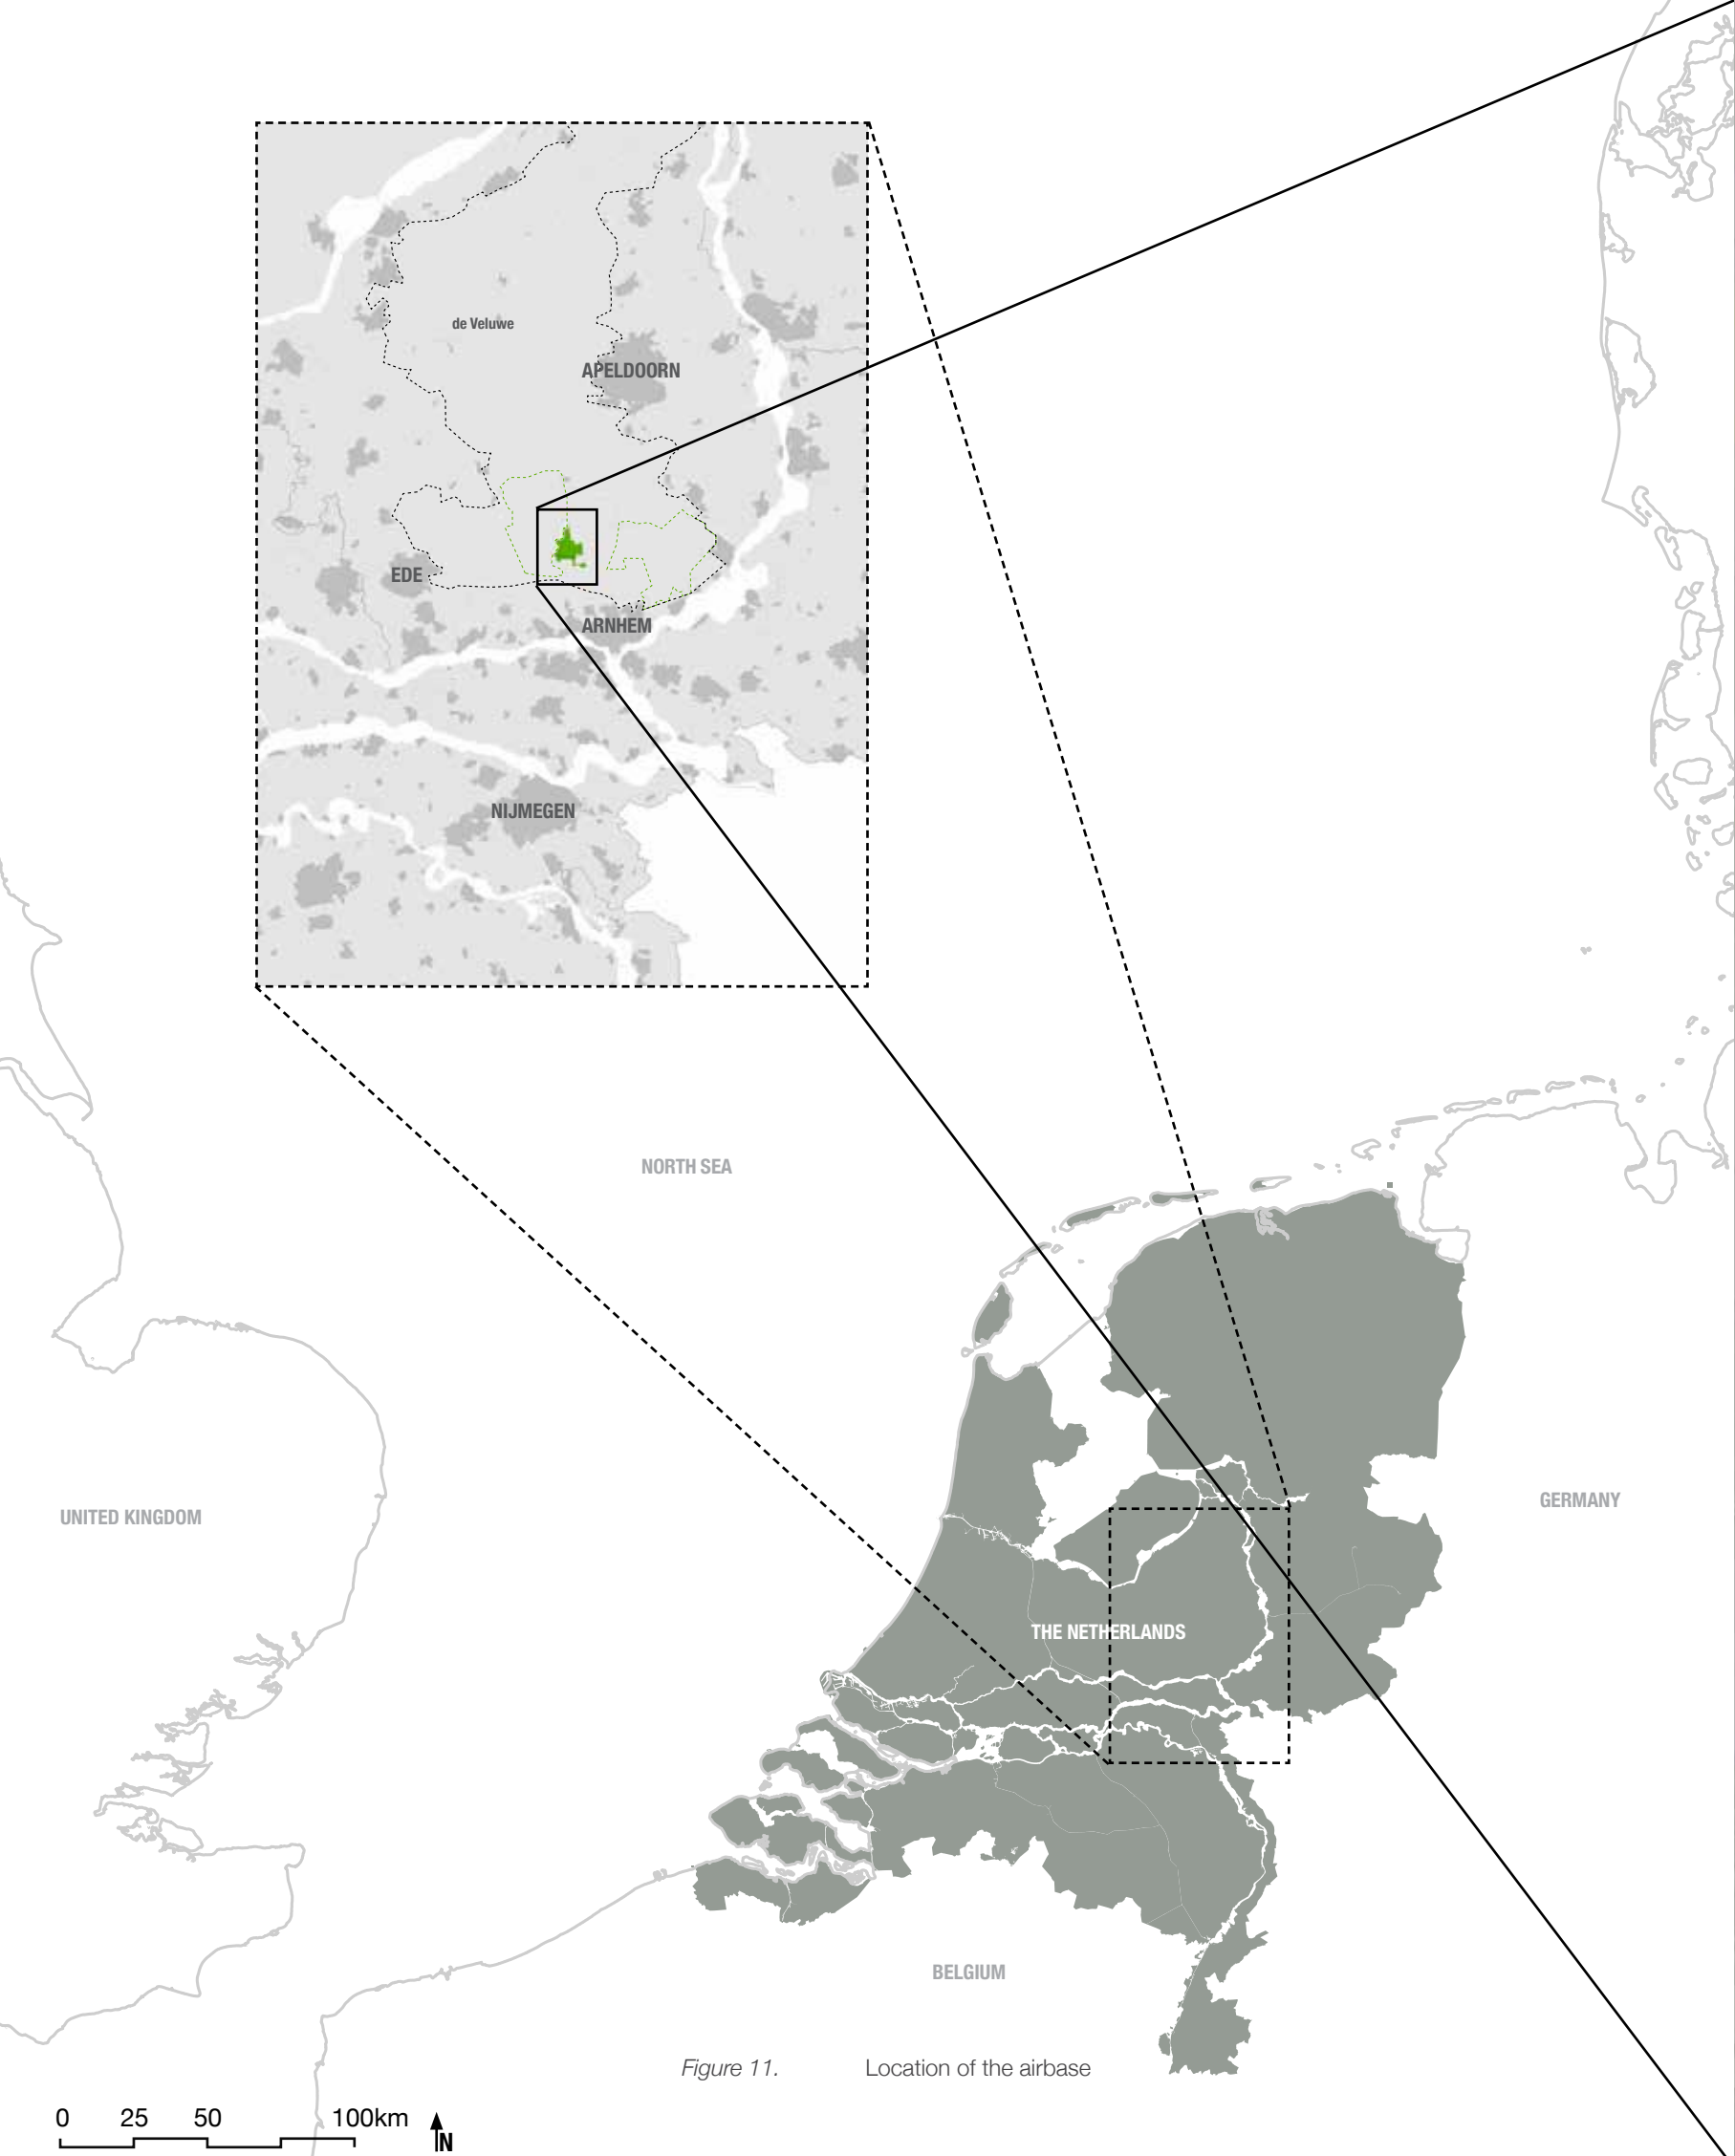 de Veluwe
APELDOORN
EDE
ARNHEM
NIJMEGEN
NORTH SEA
UNITED KINGDOM
GERMANY
THE NETHERLANDS
BELGIUM
Figure 11. Location of the airbase
0 25 50 100km N